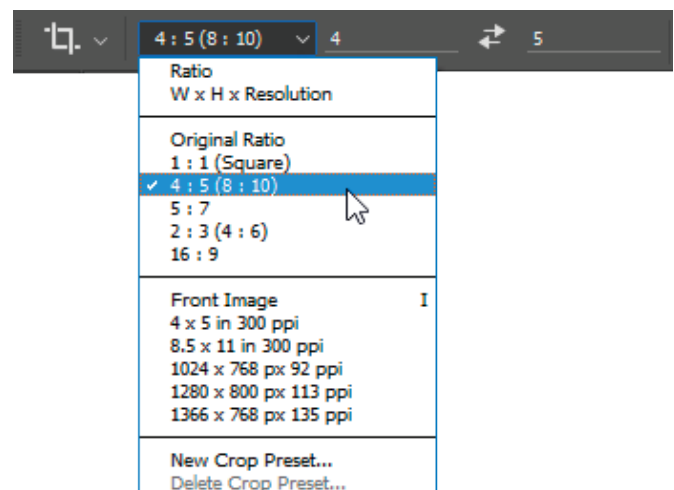 4 : 5 (8 : 10) 4 5
Ratio
W x H x Resolution
Original Ratio
1 : 1 (Square)
4 : 5 (8 : 10)
5 : 7
2 : 3 (4 : 6)
16 : 9
Front Image I
4 x 5 in 300 ppi
8.5 x 11 in 300 ppi
1024 x 768 px 92 ppi
1280 x 800 px 113 ppi
1366 x 768 px 135 ppi
New Crop Preset...
Delete Crop Preset...